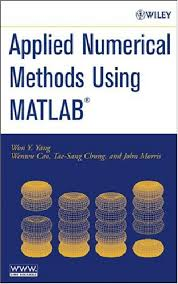 WILEY
Applied Numerical
Methods Using
MATLAB®
Won Y. Yang
Wenwu Cao, Tae-Sang Chung, and John Morris
WWW.